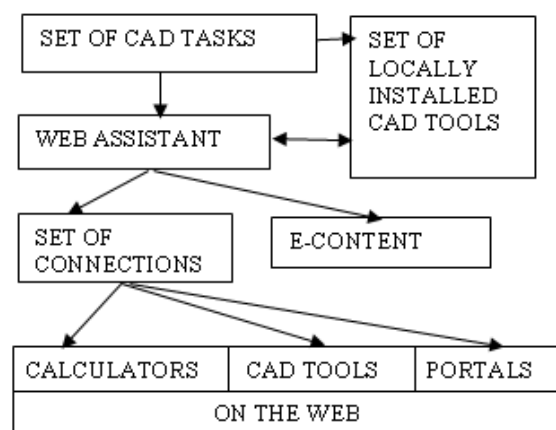 SET OF CAD TASKS
SET OF
LOCALLY
INSTALLED
CAD TOOLS
WEB ASSISTANT
SET OF
CONNECTIONS
E-CONTENT
CALCULATORS
CAD TOOLS
PORTALS
ON THE WEB